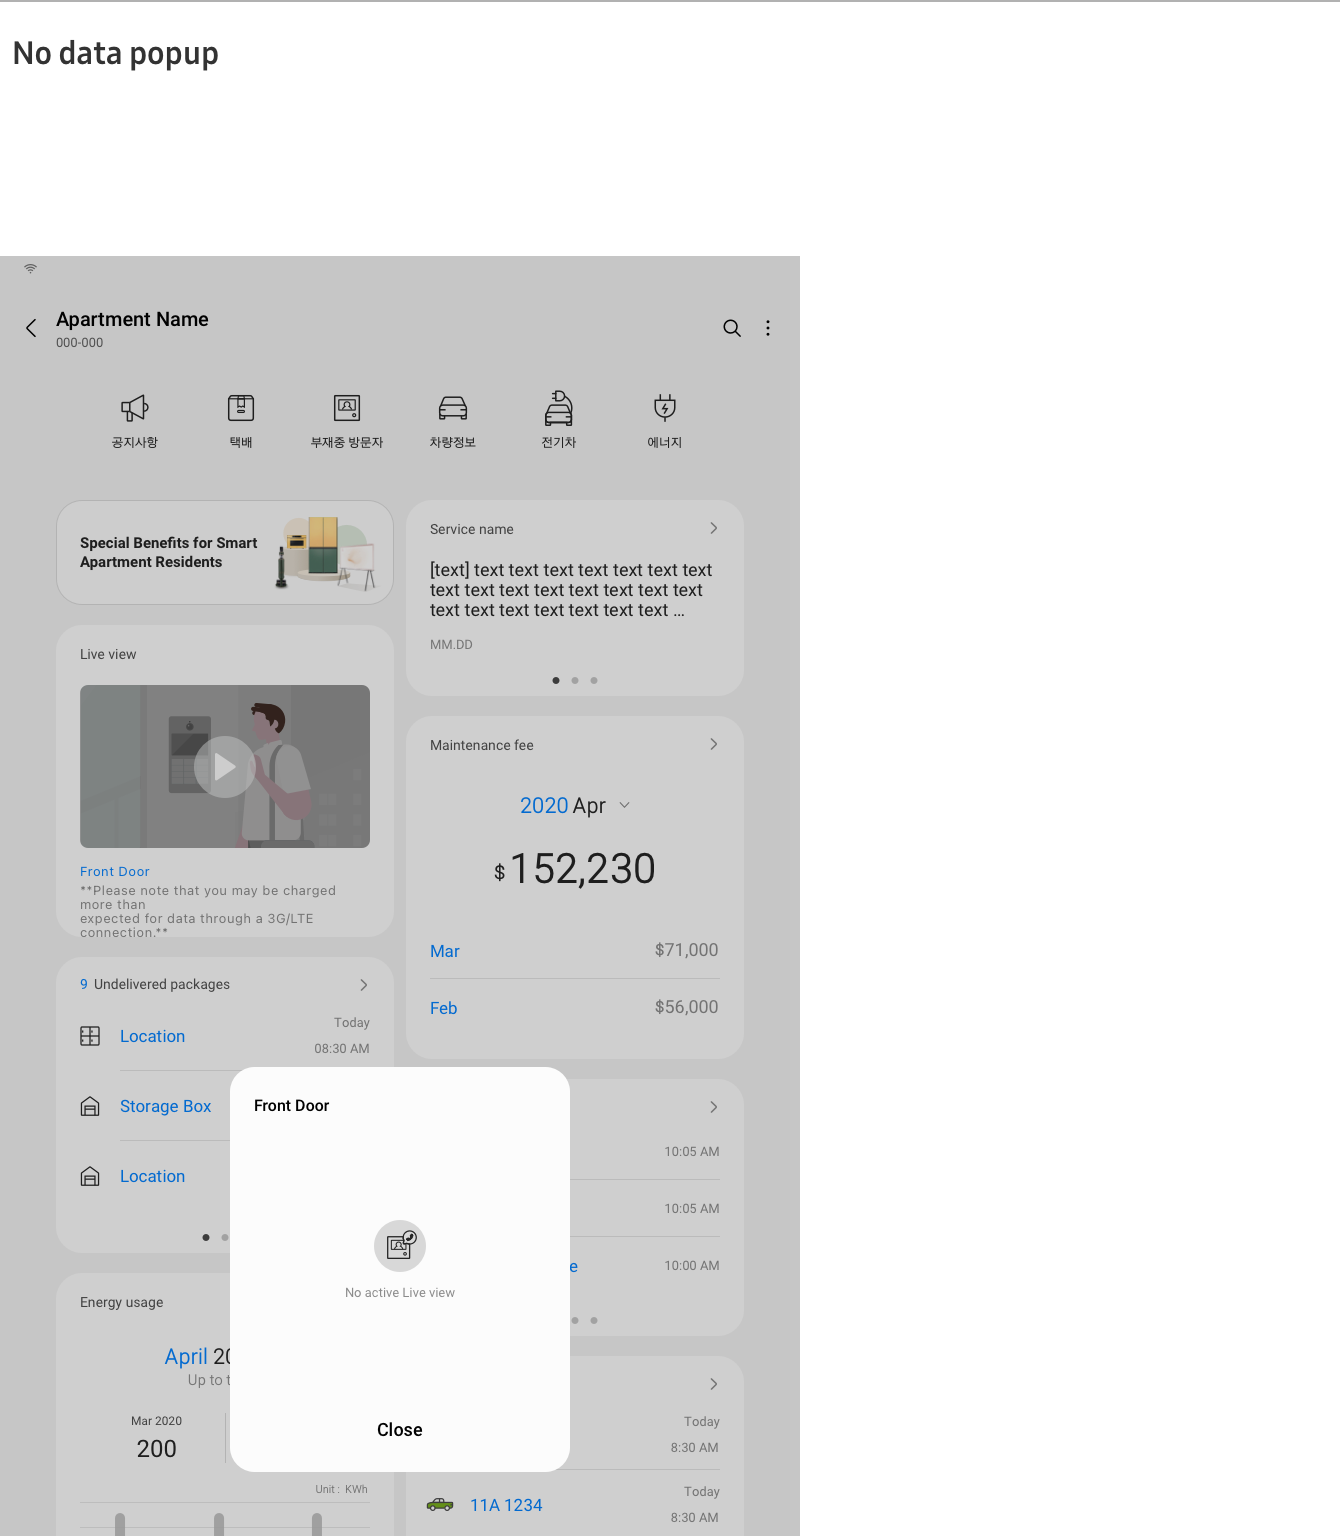 No data popup
Apartment Name
000-000
공지사항
택배
부재중 방문자
차량정보
전기차
에너지
Special Benefits for Smart
Apartment Residents
Live view
Front Door
**Please note that you may be charged
more than
expected for data through a 3G/LTE
connection.**
9 Undelivered packages
Location
Today
08:30 AM
Storage Box
Location
Energy usage
April 20
Up to t
Mar 2020
200
Unit : KWh
Service name
[text] text text text text text text text
text text text text text text text text
text text text text text text text ...
MM.DD
Maintenance fee
2020 Apr
$ 152,230
Mar
$71,000
Feb
$56,000
10:05 AM
10:05 AM
e
10:00 AM
Today
8:30 AM
11A 1234
Today
8:30 AM
Front Door
No active Live view
Close